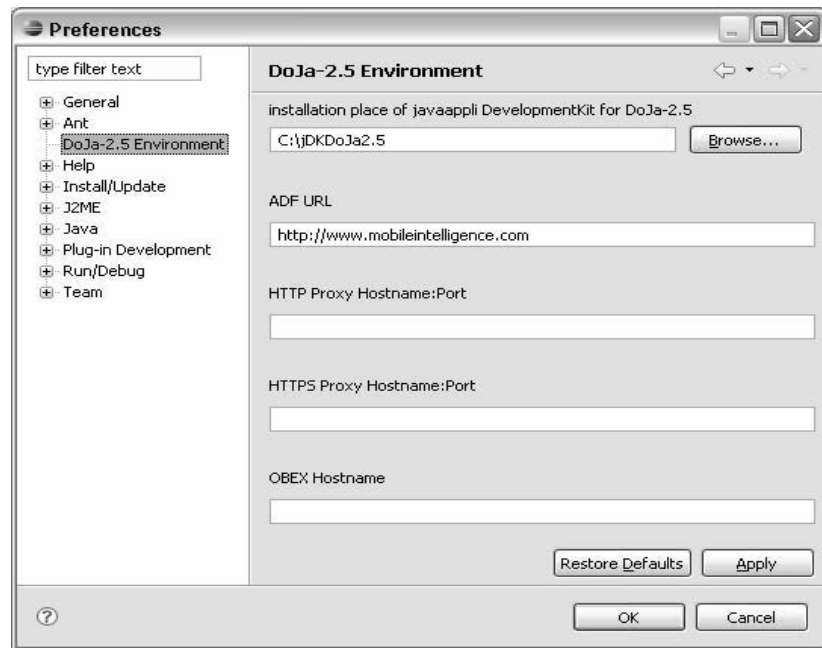 Preferences
type filter text
General
Ant
DoJa-2.5 Environment
Help
Install/Update
J2ME
Java
Plug-in Development
Run/Debug
Team
DoJa-2.5 Environment
installation place of javaappli DevelopmentKit for DoJa-2.5
C:\jDKDoJa2.5
Browse...
ADF URL
http://www.mobileintelligence.com
HTTP Proxy Hostname:Port
HTTPS Proxy Hostname:Port
OBEX Hostname
Restore Defaults
Apply
?
OK
Cancel